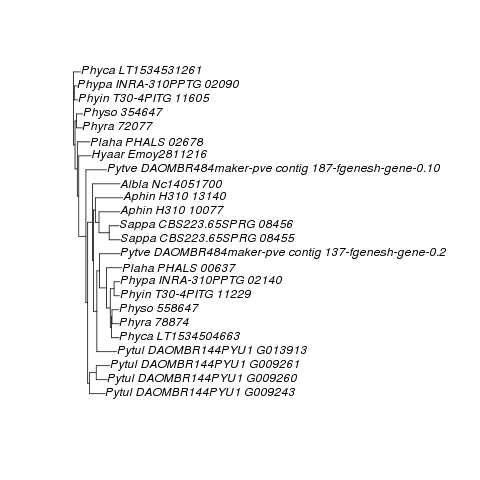 Phyca LT1534531261
Phypa INRA-310PPTG 02090
Phyin T30-4PITG 11605
Physo 354647
Phyra 72077
Plaha PHALS 02678
Hyaar Emoy2811216
Pytve DAOMBR484maker-pve contig 187-fgenesh-gene-0.10
Albla Nc14051700
Aphin H310 13140
Aphin H310 10077
Sappa CBS223.65SPRG 08456
Sappa CBS223.65SPRG 08455
Pytve DAOMBR484maker-pve contig 137-fgenesh-gene-0.2
Plaha PHALS 00637
Phypa INRA-310PPTG 02140
Phyin T30-4PITG 11229
Physo 558647
Phyra 78874
Phyca LT1534504663
Pytul DAOMBR144PYU1 G013913
Pytul DAOMBR144PYU1 G009261
Pytul DAOMBR144PYU1 G009260
Pytul DAOMBR144PYU1 G009243